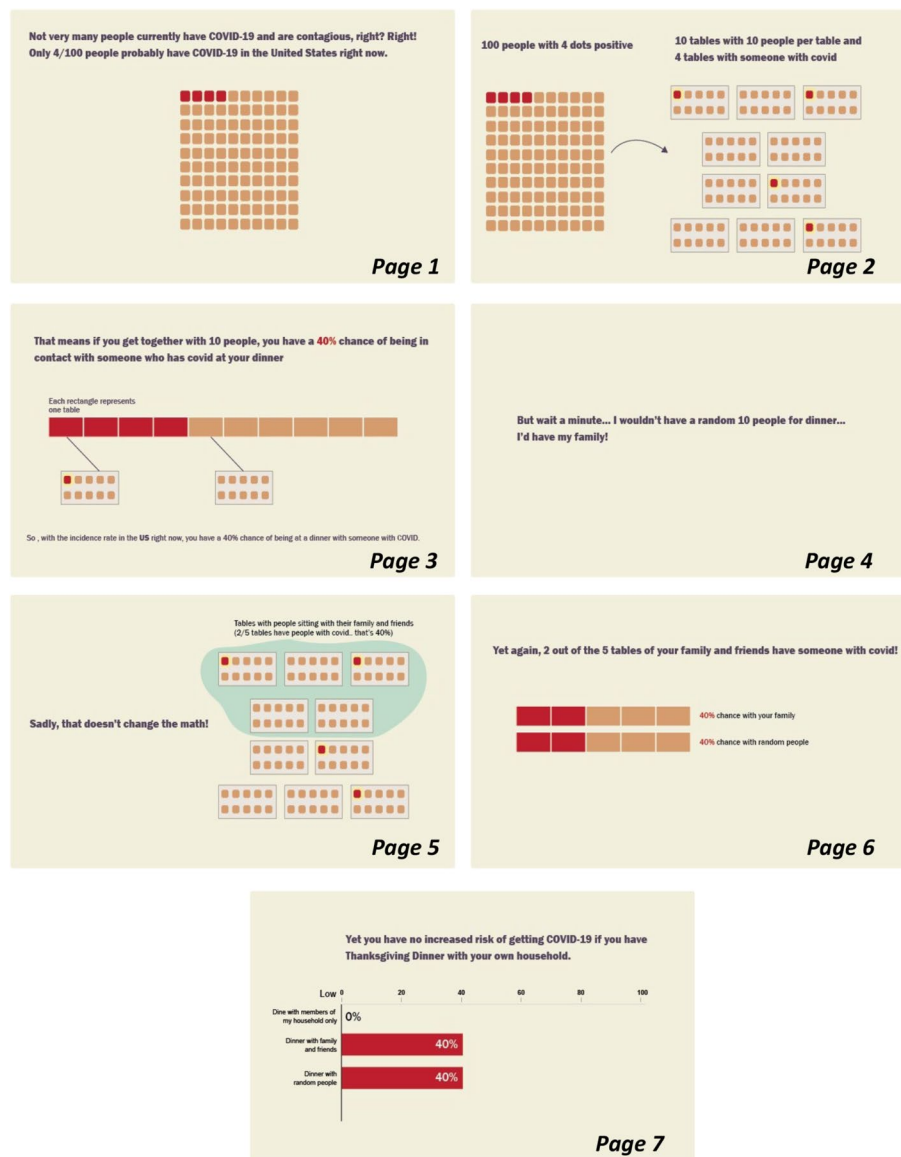 Not very many people currently have COVID-19 and are contagious, right? Right!
Only 4/100 people probably have COVID-19 in the United States right now.
Page 1
100 people with 4 dots positive
10 tables with 10 people per table and
4 tables with someone with covid
Page 2
That means if you get together with 10 people, you have a 40% chance of being in
contact with someone who has covid at your dinner
Each rectangle represents
one table
So , with the incidence rate in the US right now, you have a 40% chance of being at a dinner with someone with COVID.
Page 3
But wait a minute... I wouldn't have a random 10 people for dinner...
I'd have my family!
Page 4
Tables with people sitting with their family and friends
(2/5 tables have people with covid.. that's 40%)
Sadly, that doesn't change the math!
Page 5
Yet again, 2 out of the 5 tables of your family and friends have someone with covid!
40% chance with your family
40% chance with random people
Page 6
Yet you have no increased risk of getting COVID-19 if you have
Thanksgiving Dinner with your own household.
Low 0 20 40 60 80 100
Dine with members of
my household only
0%
Dinner with family
and friends
40%
Dinner with
random people
40%
Page 7